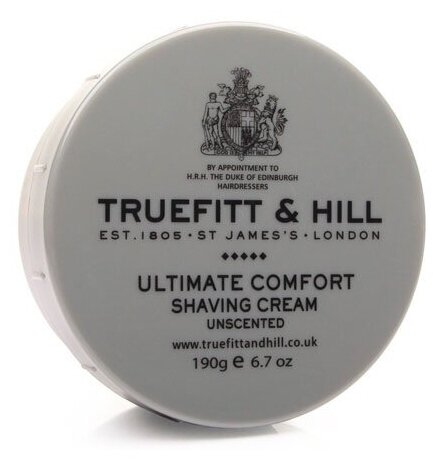 BY APPOINTMENT TO
H.R.H. THE DUKE OF EDINBURGH
HAIRDRESSERS
TRUEFITT & HILL
EST. 1805 • ST JAMES'S • LONDON
ULTIMATE COMFORT
SHAVING CREAM
UNSCENTED
www.truefittandhill.co.uk
190g e 6.7 oz